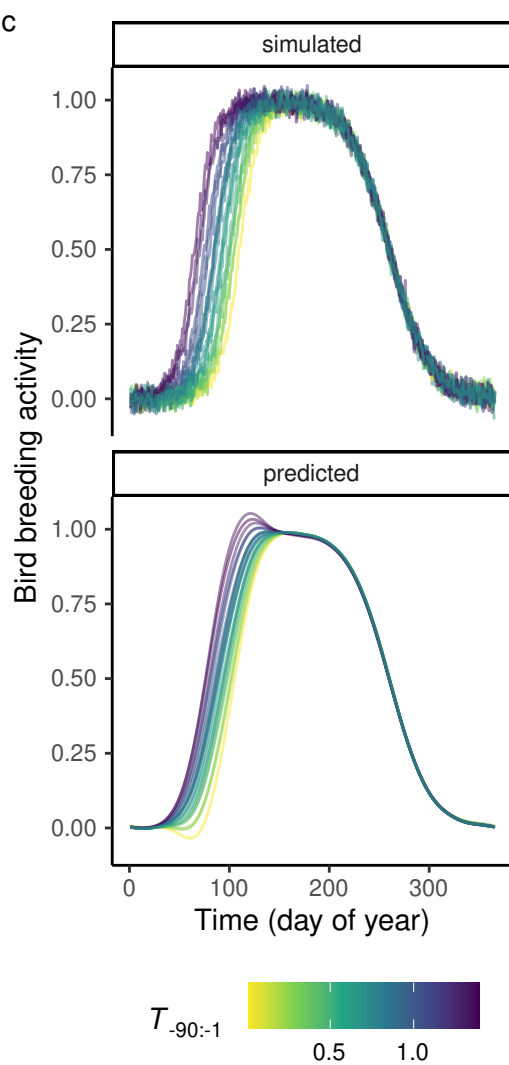 c
simulated
1.00
0.75
0.50
0.25
0.00
Bird breeding activity
predicted
1.00
0.75
0.50
0.25
0.00
0 100 200 300
Time (day of year)
T-90:-1
0.5 1.0